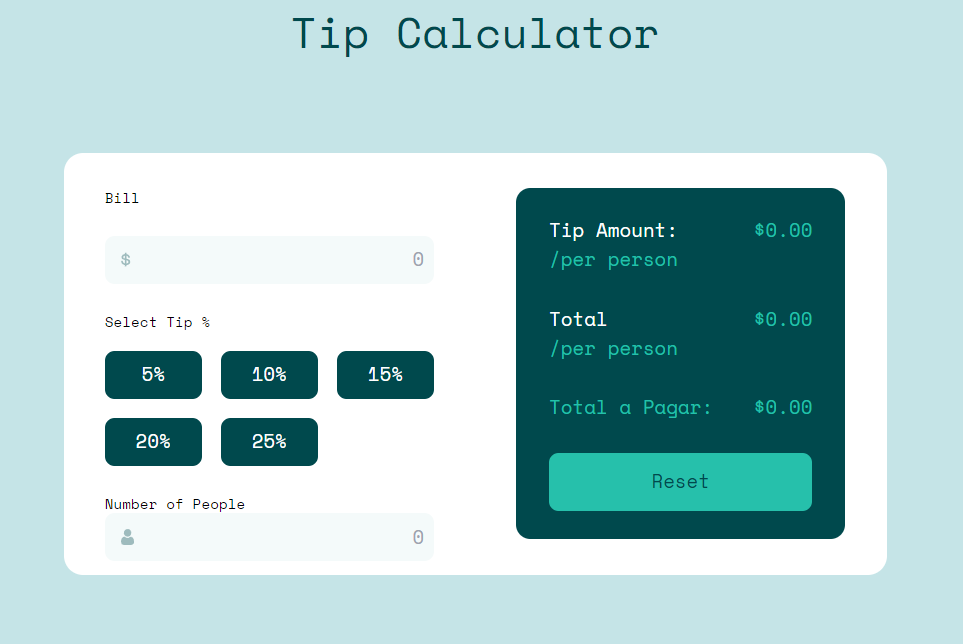 Tip Calculator
Bill
$ 0
Select Tip %
5% 10% 15%
20% 25%
Number of People
0
Tip Amount: $0.00
/per person
Total $0.00
/per person
Total a Pagar: $0.00
Reset